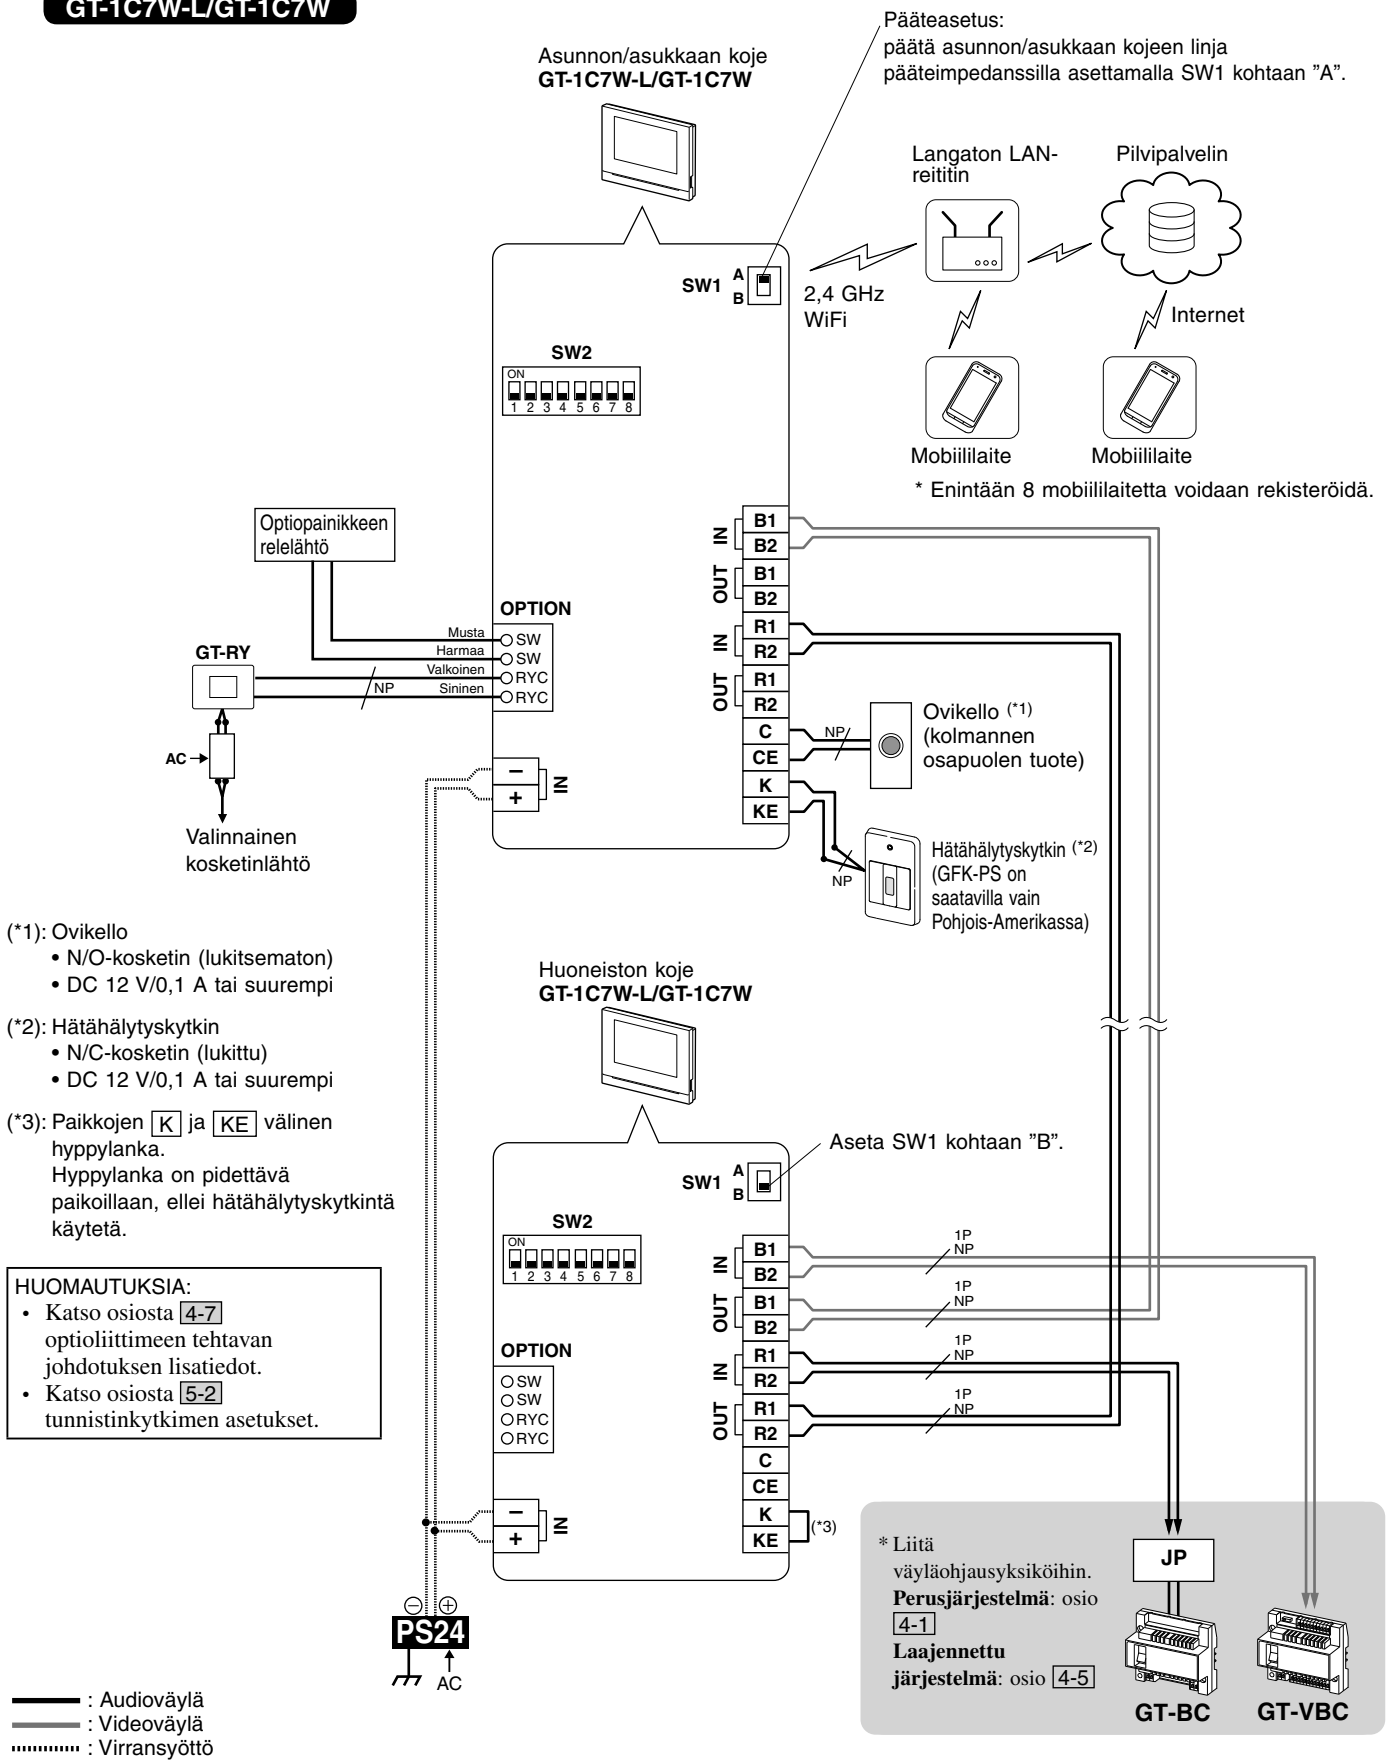 GT-1C7W-L/GT-1C7W
Pääteasetus:
päätä asunnon/asukkaan kojeen linja
pääteimpedanssilla asettamalla SW1 kohtaan ”A”.
Asunnon/asukkaan koje
GT-1C7W-L/GT-1C7W
Langaton LAN-
reititin
Pilvipalvelin
SW1
A
B
2,4 GHz
WiFi
Internet
SW2
ON
1 2 3 4 5 6 7 8
Mobiililaite
Mobiililaite
* Enintään 8 mobiililaitetta voidaan rekisteröidä.
Optiopainikkeen
relelähtö
IN
B1
B2
OUT
B1
B2
IN
R1
R2
OUT
R1
R2
C
CE
K
KE
OPTION
Musta
SW
Harmaa
SW
Valkoinen
RYC
Sininen
RYC
NP
GT-RY
AC
Valinnainen
kosketinlähtö
–
+
IN
NP
Ovikello (*1)
(kolmannen
osapuolen tuote)
NP
Hätähälytyskytkin (*2)
(GFK-PS on
saatavilla vain
Pohjois-Amerikassa)
(*1): Ovikello
• N/O-kosketin (lukitsematon)
• DC 12 V/0,1 A tai suurempi
(*2): Hätähälytyskytkin
• N/C-kosketin (lukittu)
• DC 12 V/0,1 A tai suurempi
(*3): Paikkojen K ja KE välinen
hyppylanka.
Hyppylanka on pidettävä
paikoillaan, ellei hätähälytyskytkintä
käytetä.
HUOMAUTUKSIA:
• Katso osiosta 4-7
optioliittimeen tehtavan
johdotuksen lisatiedot.
• Katso osiosta 5-2
tunnistinkytkimen asetukset.
Huoneiston koje
GT-1C7W-L/GT-1C7W
SW1
A
B
Aseta SW1 kohtaan ”B”.
SW2
ON
1 2 3 4 5 6 7 8
OPTION
SW
SW
RYC
RYC
IN
B1
B2
OUT
B1
B2
IN
R1
R2
OUT
R1
R2
C
CE
K
KE
(*3)
1P
NP
1P
NP
1P
NP
1P
NP
–
+
IN
⊖ ⊕
PS24
AC
* Liitä
väyläohjausyksiköihin.
Perusjärjestelmä: osio
4-1
Laajennettu
järjestelmä: osio 4-5
JP
GT-BC
GT-VBC
: Audioväylä
: Videoväylä
: Virransyöttö